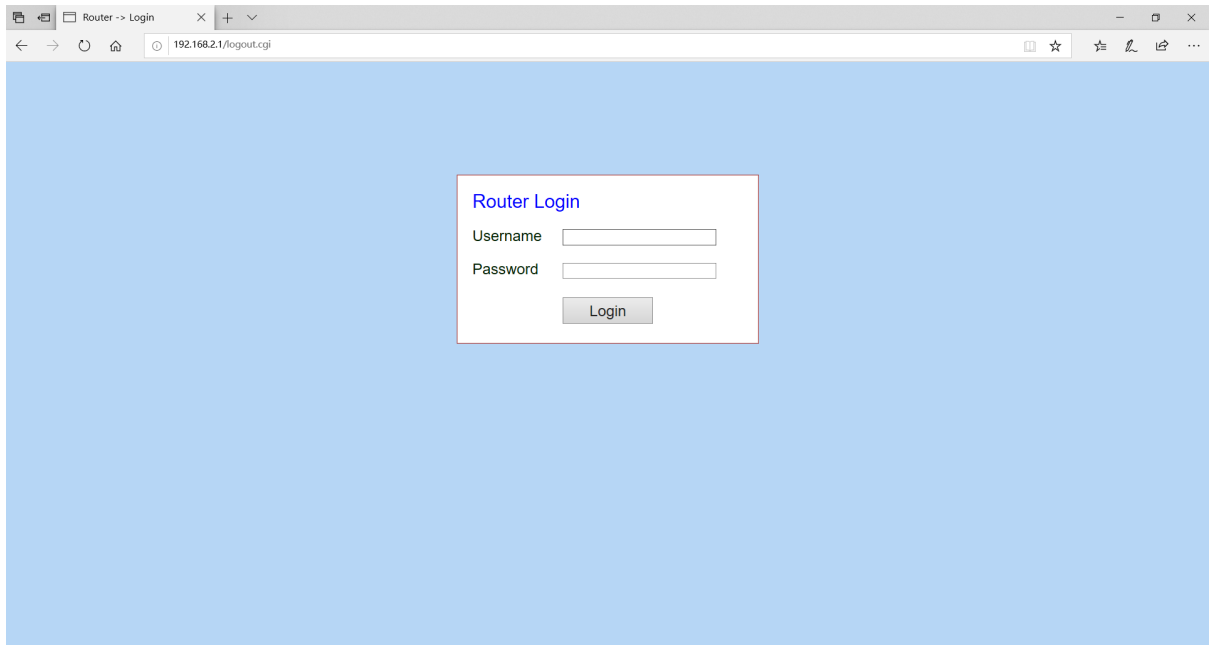 Router -> Login
192.168.2.1/logout.cgi
Router Login
Username
Password
Login